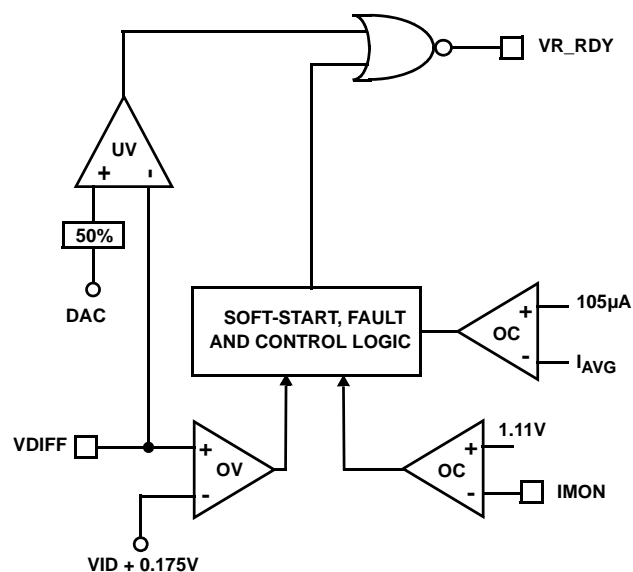 VR_RDY
UV
+ -
50%
DAC
SOFT-START, FAULT
AND CONTROL LOGIC
105µA
+
OC
-
IAVG
VDIFF
+
OV
-
VID + 0.175V
1.11V
+
OC
-
IMON